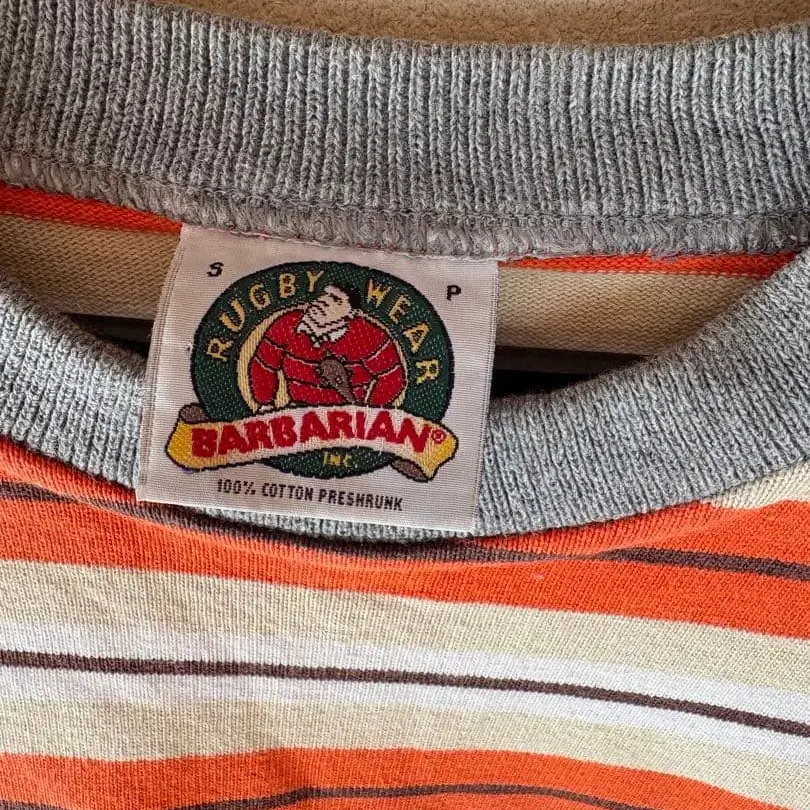 S P
RUGBY WEAR
BARBARIAN®
INC.
100% COTTON PRESHRUNK